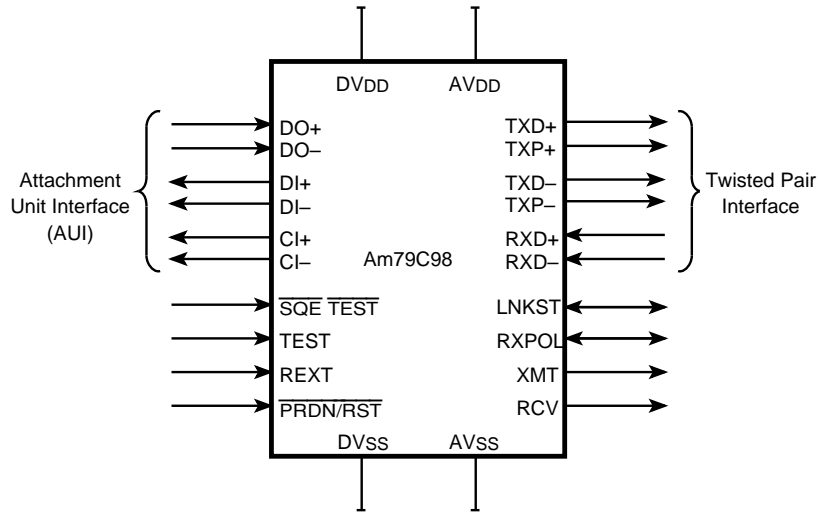 DVDD AVDD
DO+
DO–
DI+
DI–
CI+
CI–
Attachment
Unit Interface
(AUI)
SQE TEST
TEST
REXT
PRDN/RST
Am79C98
TXD+
TXP+
TXD–
TXP–
RXD+
RXD–
Twisted Pair
Interface
LNKST
RXPOL
XMT
RCV
DVSS AVSS